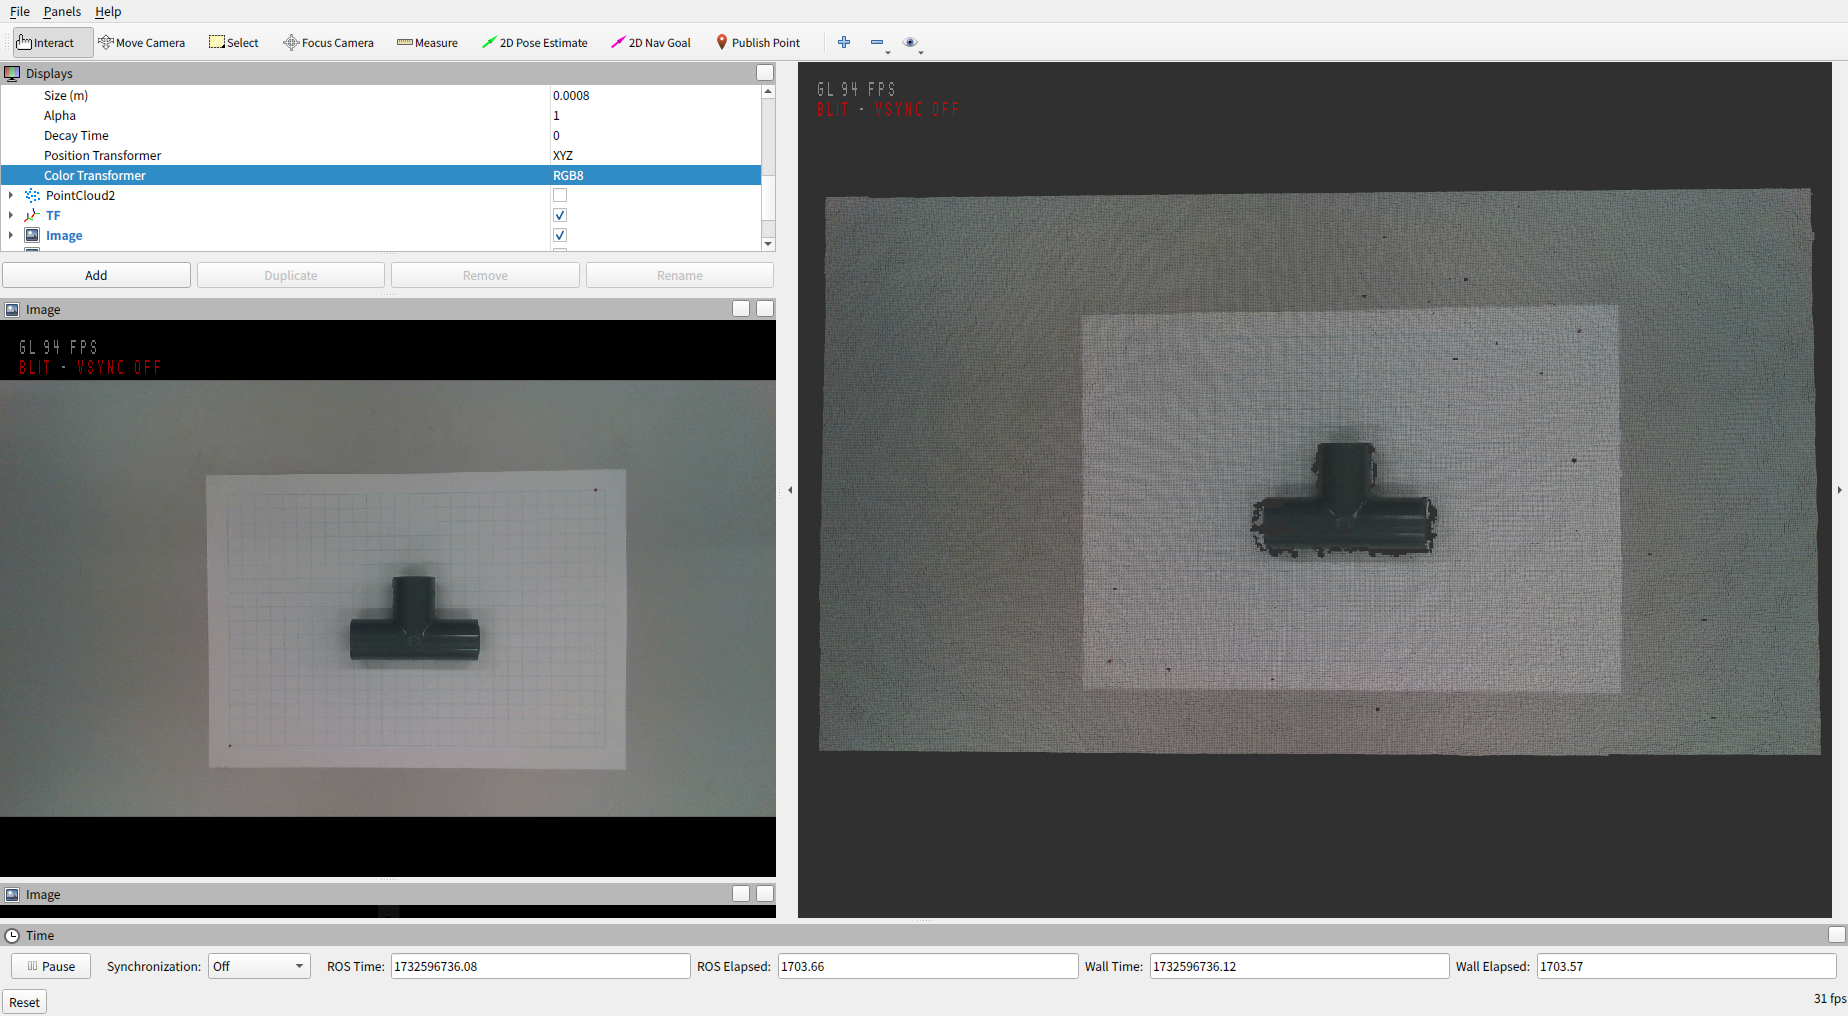 File Panels Help
Interact Move Camera Select Focus Camera Measure 2D Pose Estimate 2D Nav Goal Publish Point
Displays
Size (m) 0.0008
Alpha 1
Decay Time 0
Position Transformer XYZ
Color Transformer RGB8
PointCloud2
TF
Image
Add Duplicate Remove Rename
Image
GL 94 FPS
BLIT - VSYNC OFF
Image
GL 94 FPS
BLIT - VSYNC OFF
Time
Pause Synchronization: Off ROS Time: 1732596736.08 ROS Elapsed: 1703.66 Wall Time: 1732596736.12 Wall Elapsed: 1703.57
Reset 31 fps